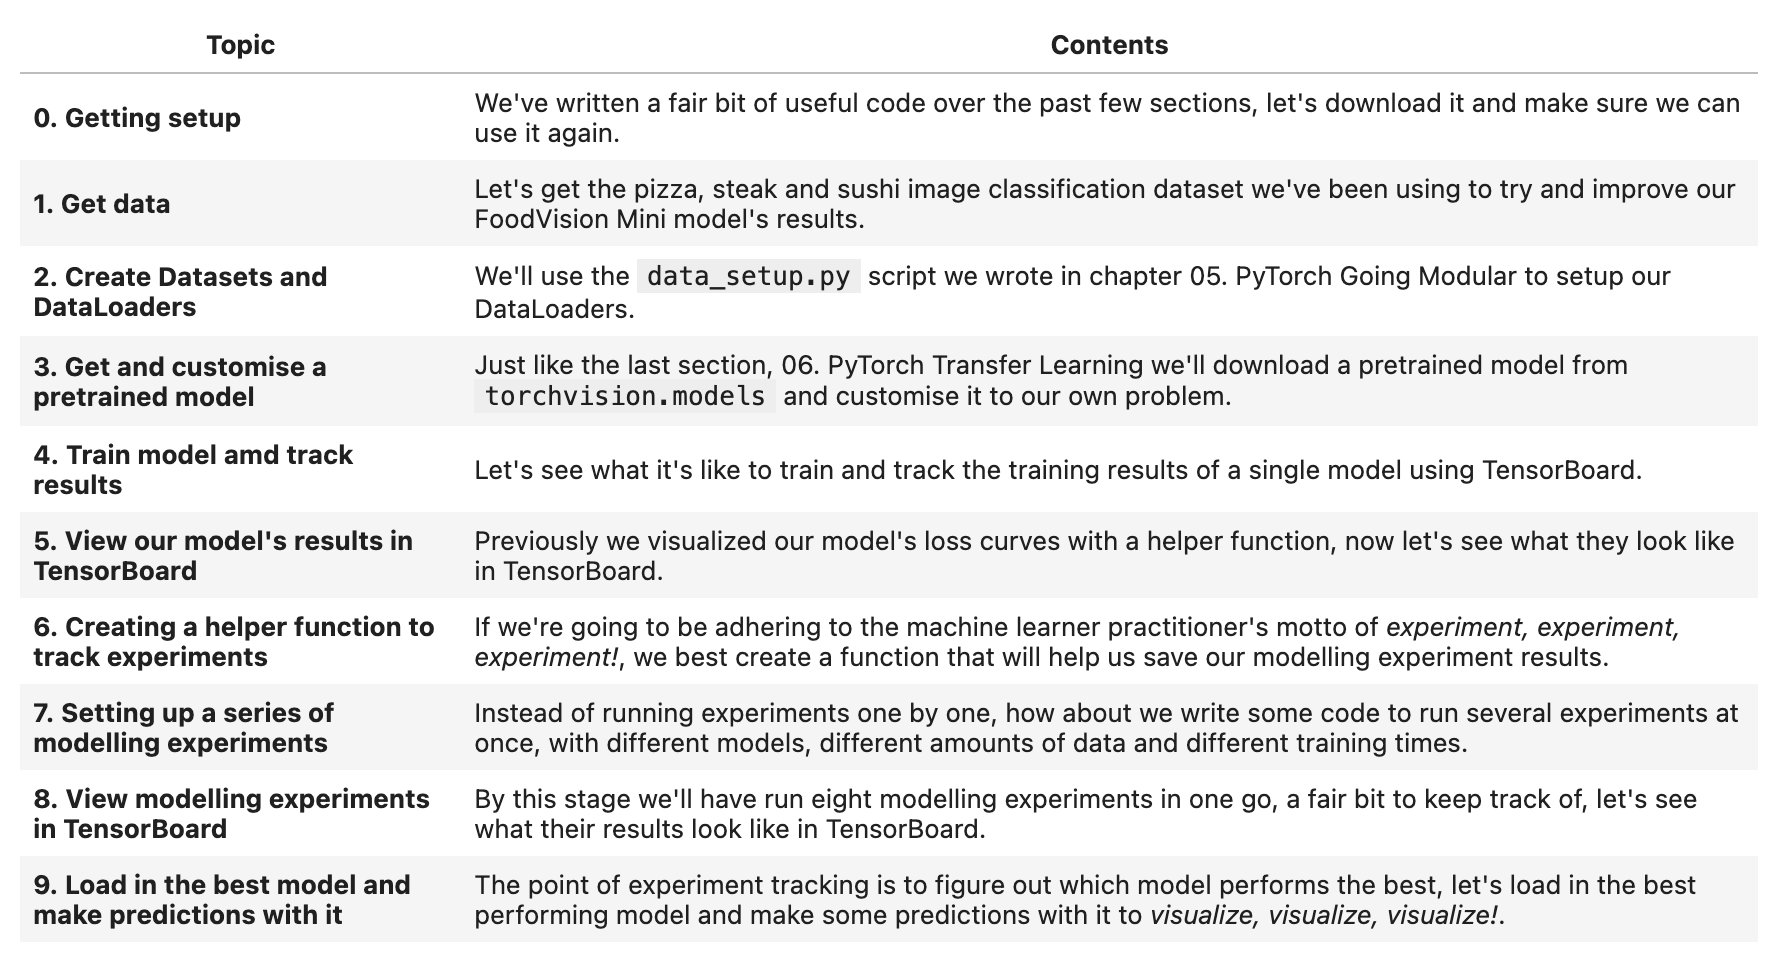 Topic
Contents
0. Getting setup
We've written a fair bit of useful code over the past few sections, let's download it and make sure we can
use it again.
1. Get data
Let's get the pizza, steak and sushi image classification dataset we've been using to try and improve our
FoodVision Mini model's results.
2. Create Datasets and
DataLoaders
We'll use the data_setup.py script we wrote in chapter 05. PyTorch Going Modular to setup our
DataLoaders.
3. Get and customise a
pretrained model
Just like the last section, 06. PyTorch Transfer Learning we'll download a pretrained model from
torchvision.models and customise it to our own problem.
4. Train model amd track
results
Let's see what it's like to train and track the training results of a single model using TensorBoard.
5. View our model's results in
TensorBoard
Previously we visualized our model's loss curves with a helper function, now let's see what they look like
in TensorBoard.
6. Creating a helper function to
track experiments
If we're going to be adhering to the machine learner practitioner's motto of experiment, experiment,
experiment!, we best create a function that will help us save our modelling experiment results.
7. Setting up a series of
modelling experiments
Instead of running experiments one by one, how about we write some code to run several experiments at
once, with different models, different amounts of data and different training times.
8. View modelling experiments
in TensorBoard
By this stage we'll have run eight modelling experiments in one go, a fair bit to keep track of, let's see
what their results look like in TensorBoard.
9. Load in the best model and
make predictions with it
The point of experiment tracking is to figure out which model performs the best, let's load in the best
performing model and make some predictions with it to visualize, visualize, visualize!.